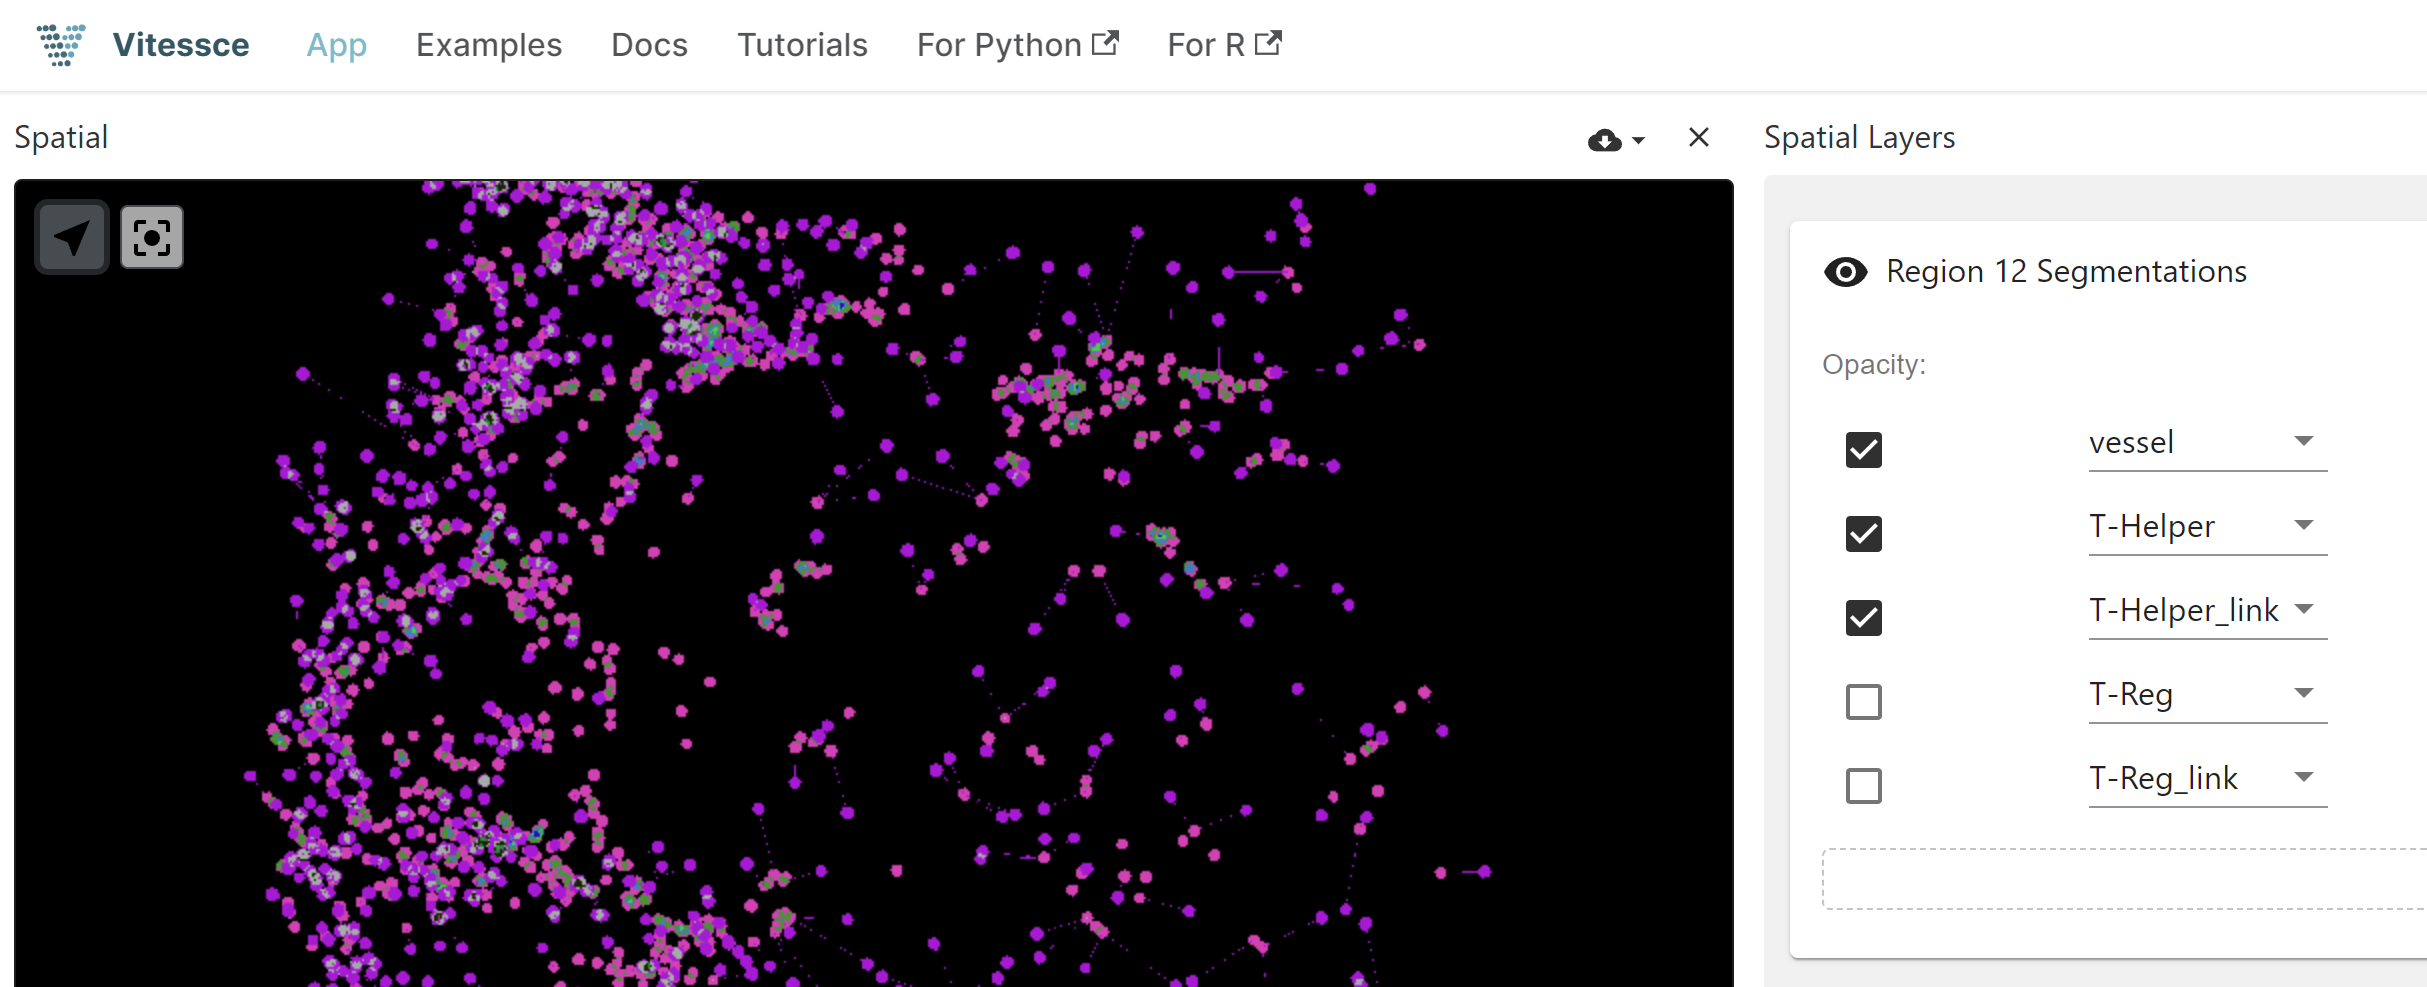 Vitessce App Examples Docs Tutorials For Python For R
Spatial
Spatial Layers
Region 12 Segmentations
Opacity:
vessel
T-Helper
T-Helper_link
T-Reg
T-Reg_link